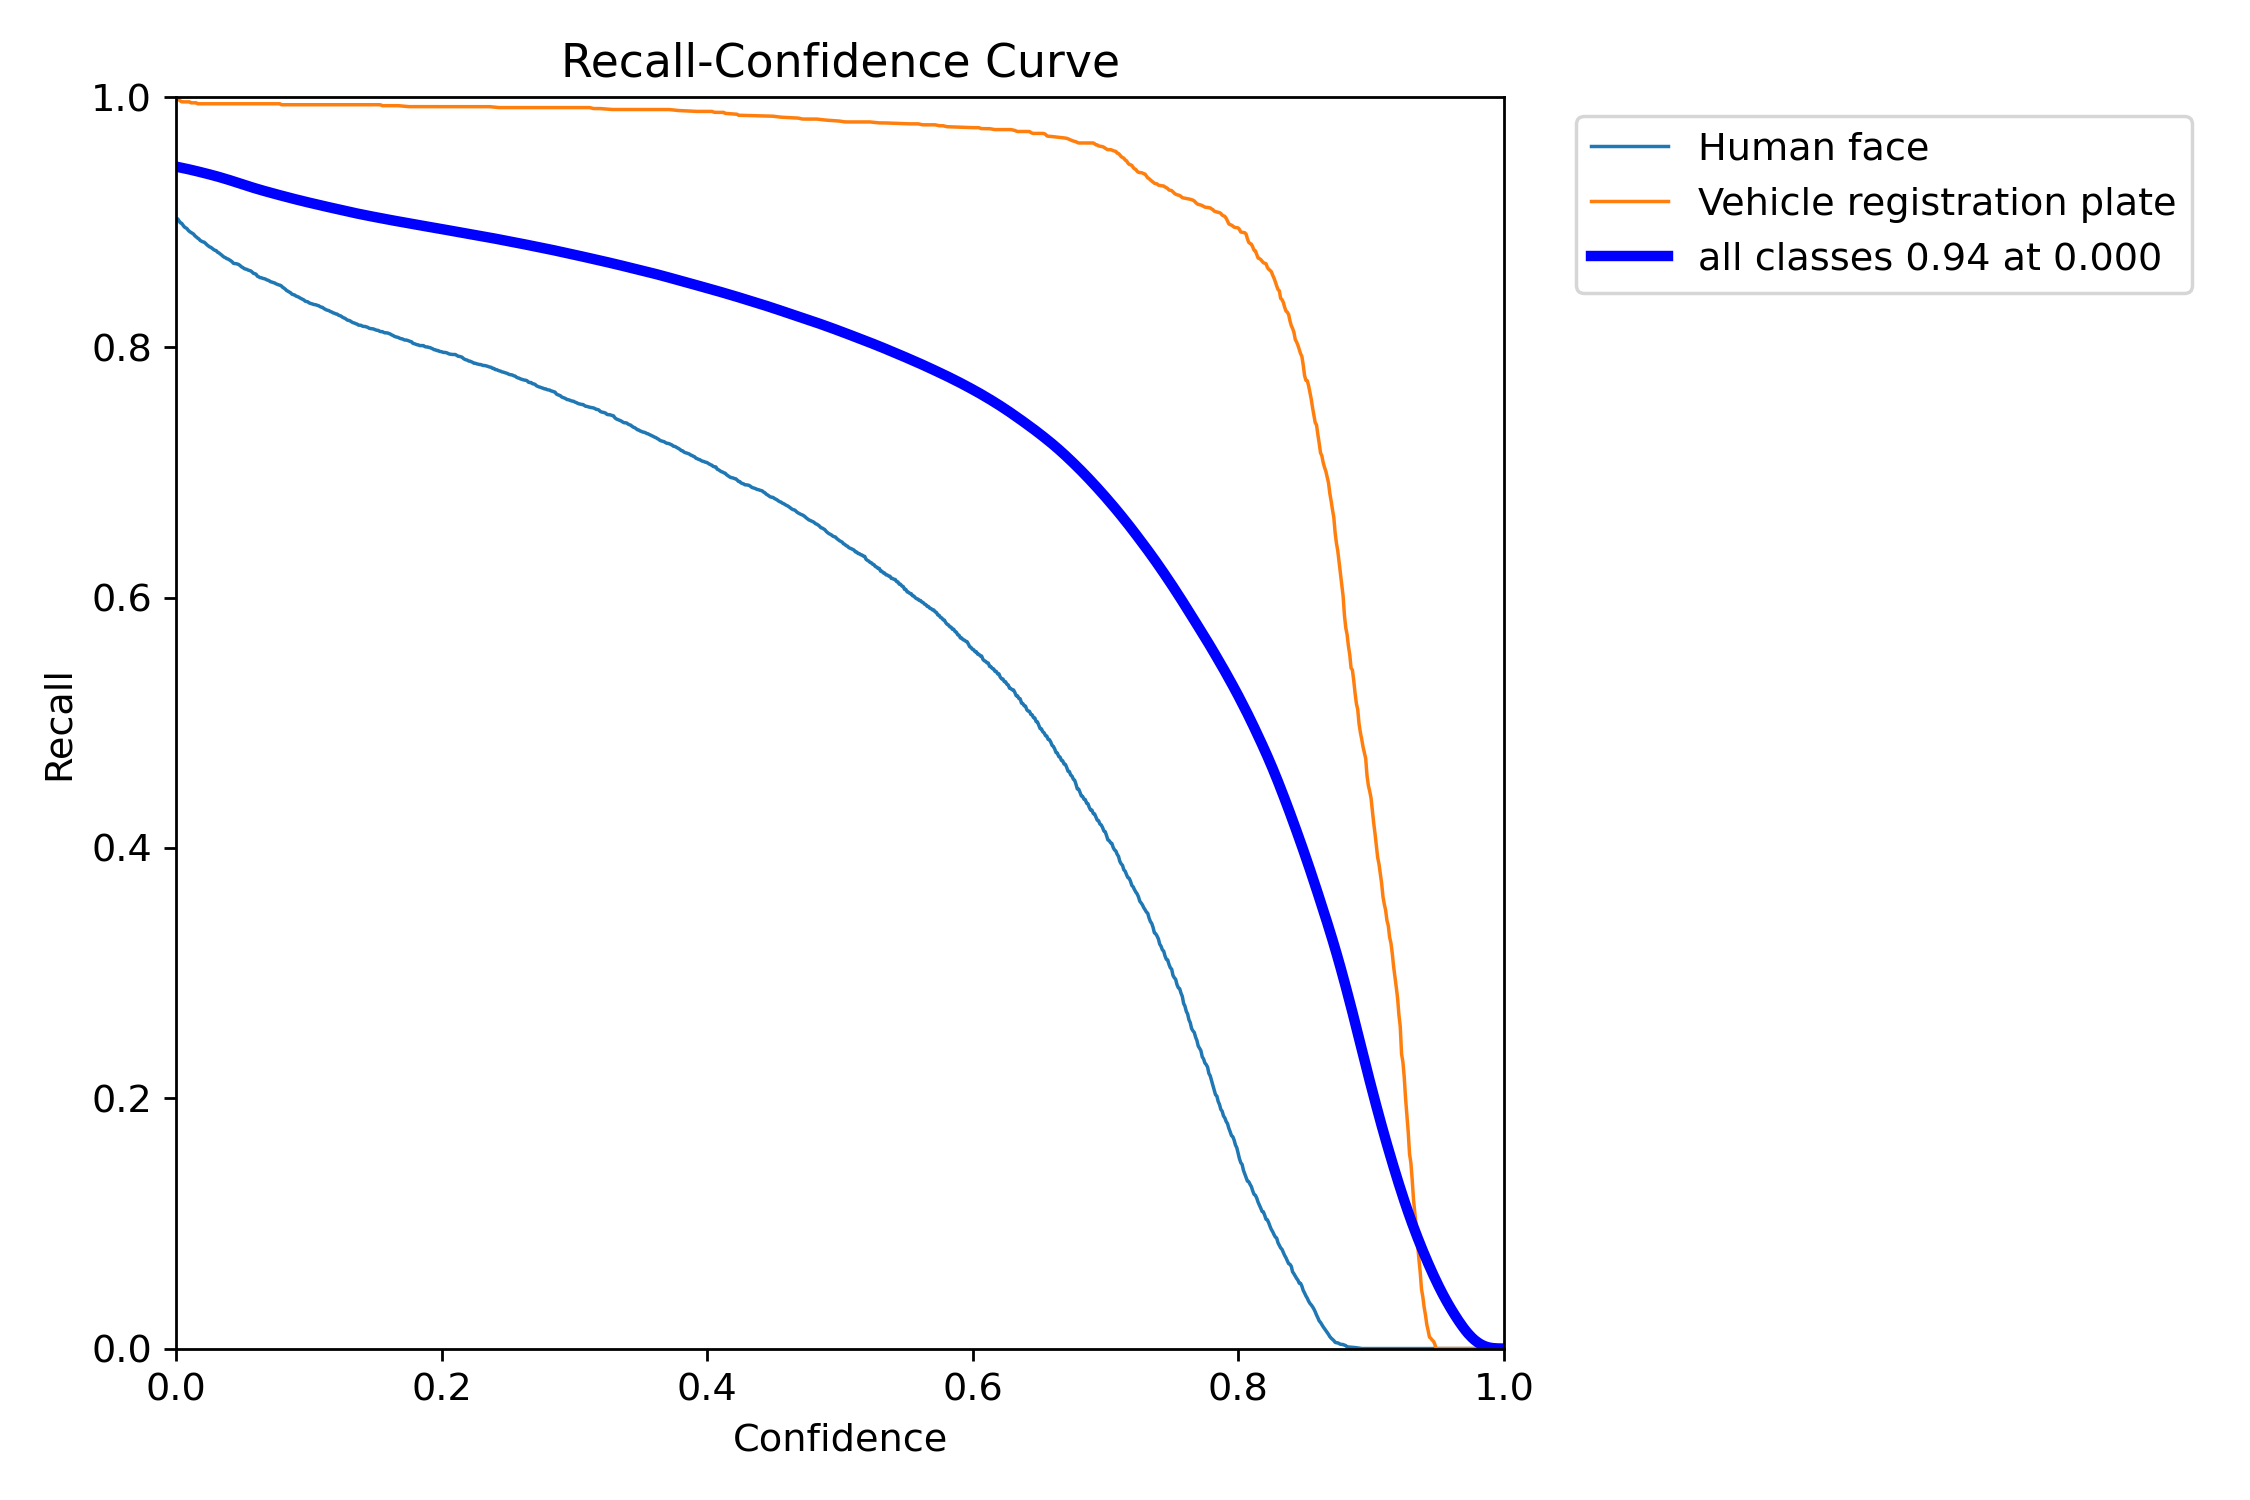 Recall-Confidence Curve
1.0
0.8
0.6
0.4
0.2
0.0
Recall
0.0 0.2 0.4 0.6 0.8 1.0
Confidence
Human face
Vehicle registration plate
all classes 0.94 at 0.000